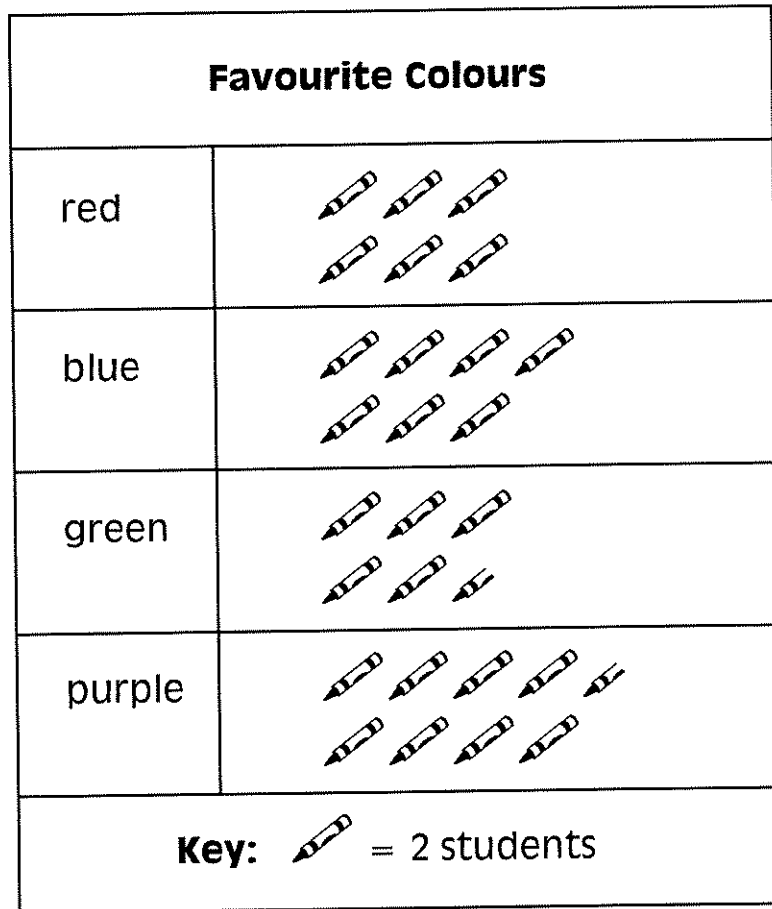 Favourite Colours
red
blue
green
purple
Key: = 2 students